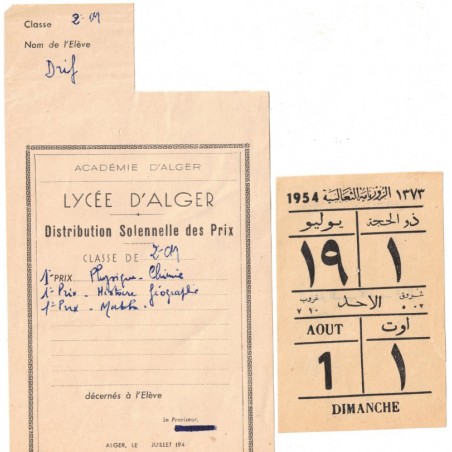 Classe 2-M
Nom de l'Elève
Drif
ACADÉMIE D'ALGER
LYCÉE D'ALGER
Distribution Solennelle des Prix
CLASSE DE 2-M
1er PRIX Physique-Chimie
1er Prix - Histoire Géographie
1er Prix - Math
décernés à l'Elève
Le Proviseur,
ALGER, LE JUILLET 194
1954 الروزنامة الثعالبية ١٣٧٣
يوليو ذو الحجة
١٩ ١
شروق الاحد غروب
AOUT أوت
1 ١
DIMANCHE